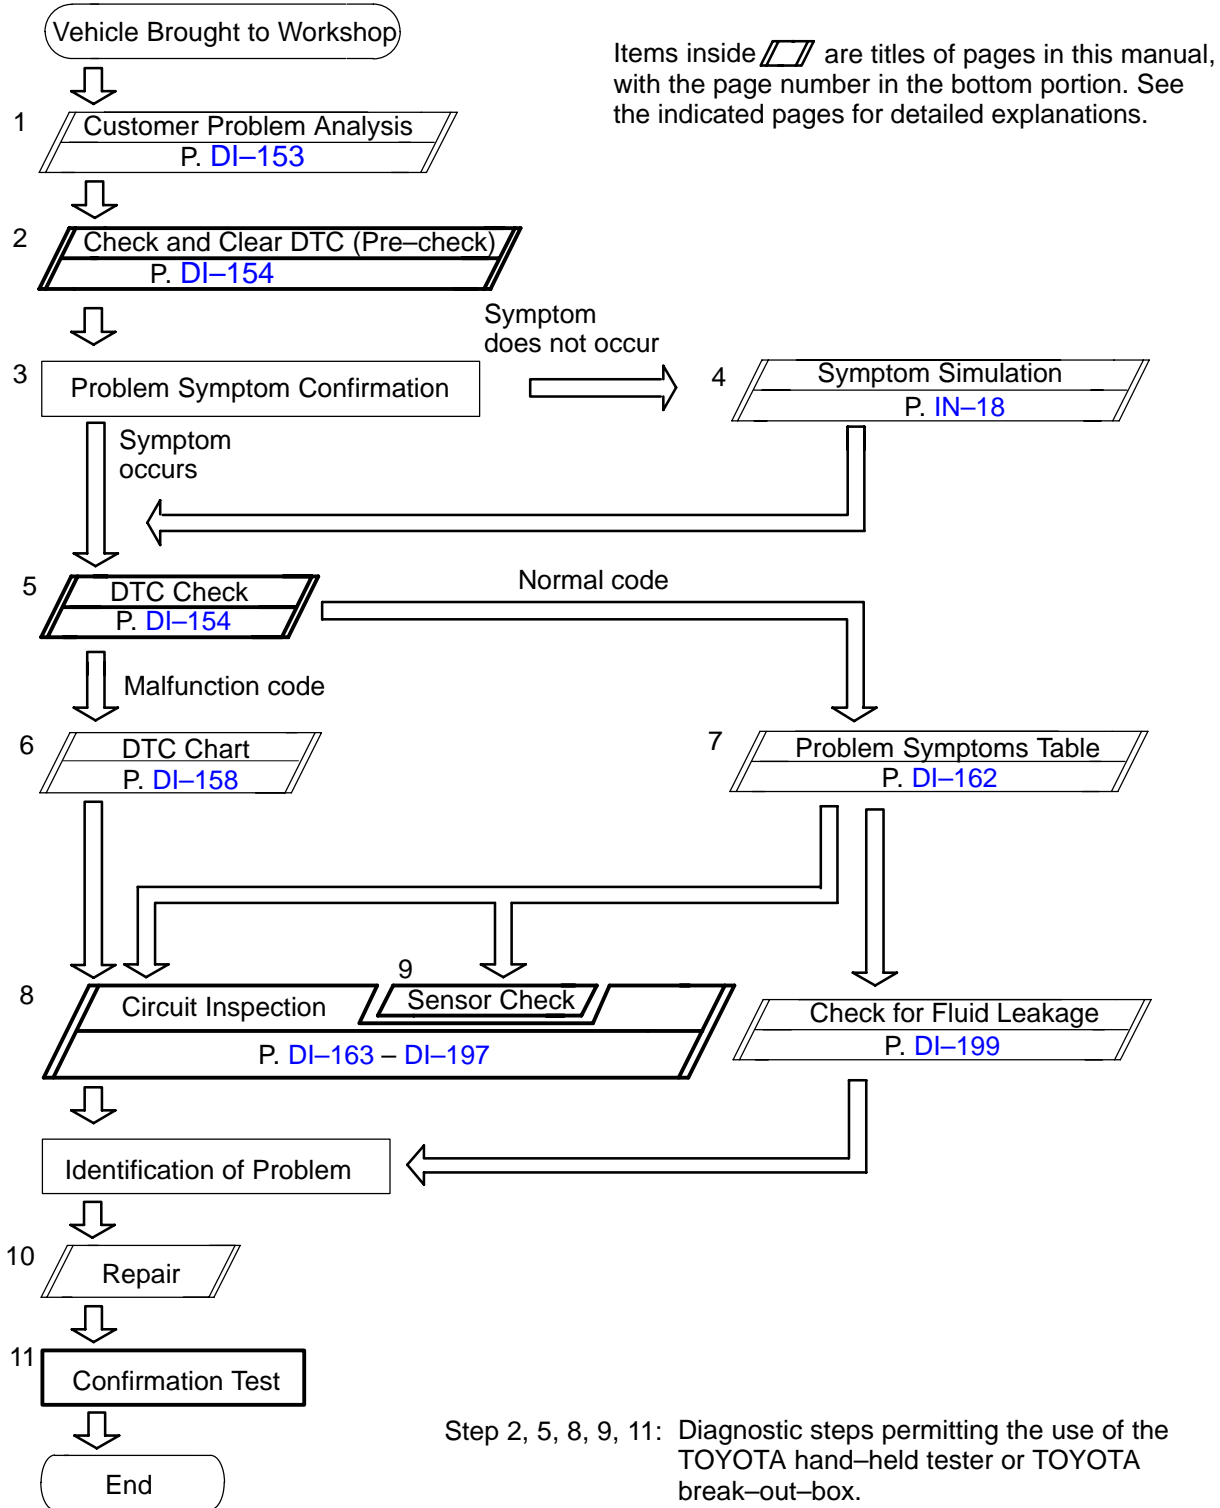 Vehicle Brought to Workshop
Items inside are titles of pages in this manual,
with the page number in the bottom portion. See
the indicated pages for detailed explanations.
1
Customer Problem Analysis
P. DI–153
2
Check and Clear DTC (Pre–check)
P. DI–154
Symptom
does not occur
3
Problem Symptom Confirmation
4
Symptom Simulation
P. IN–18
Symptom
occurs
5
DTC Check
P. DI–154
Normal code
Malfunction code
6
DTC Chart
P. DI–158
7
Problem Symptoms Table
P. DI–162
8
Circuit Inspection
9
Sensor Check
P. DI–163 – DI–197
Check for Fluid Leakage
P. DI–199
Identification of Problem
10
Repair
11
Confirmation Test
End
Step 2, 5, 8, 9, 11: Diagnostic steps permitting the use of the
TOYOTA hand–held tester or TOYOTA
break–out–box.